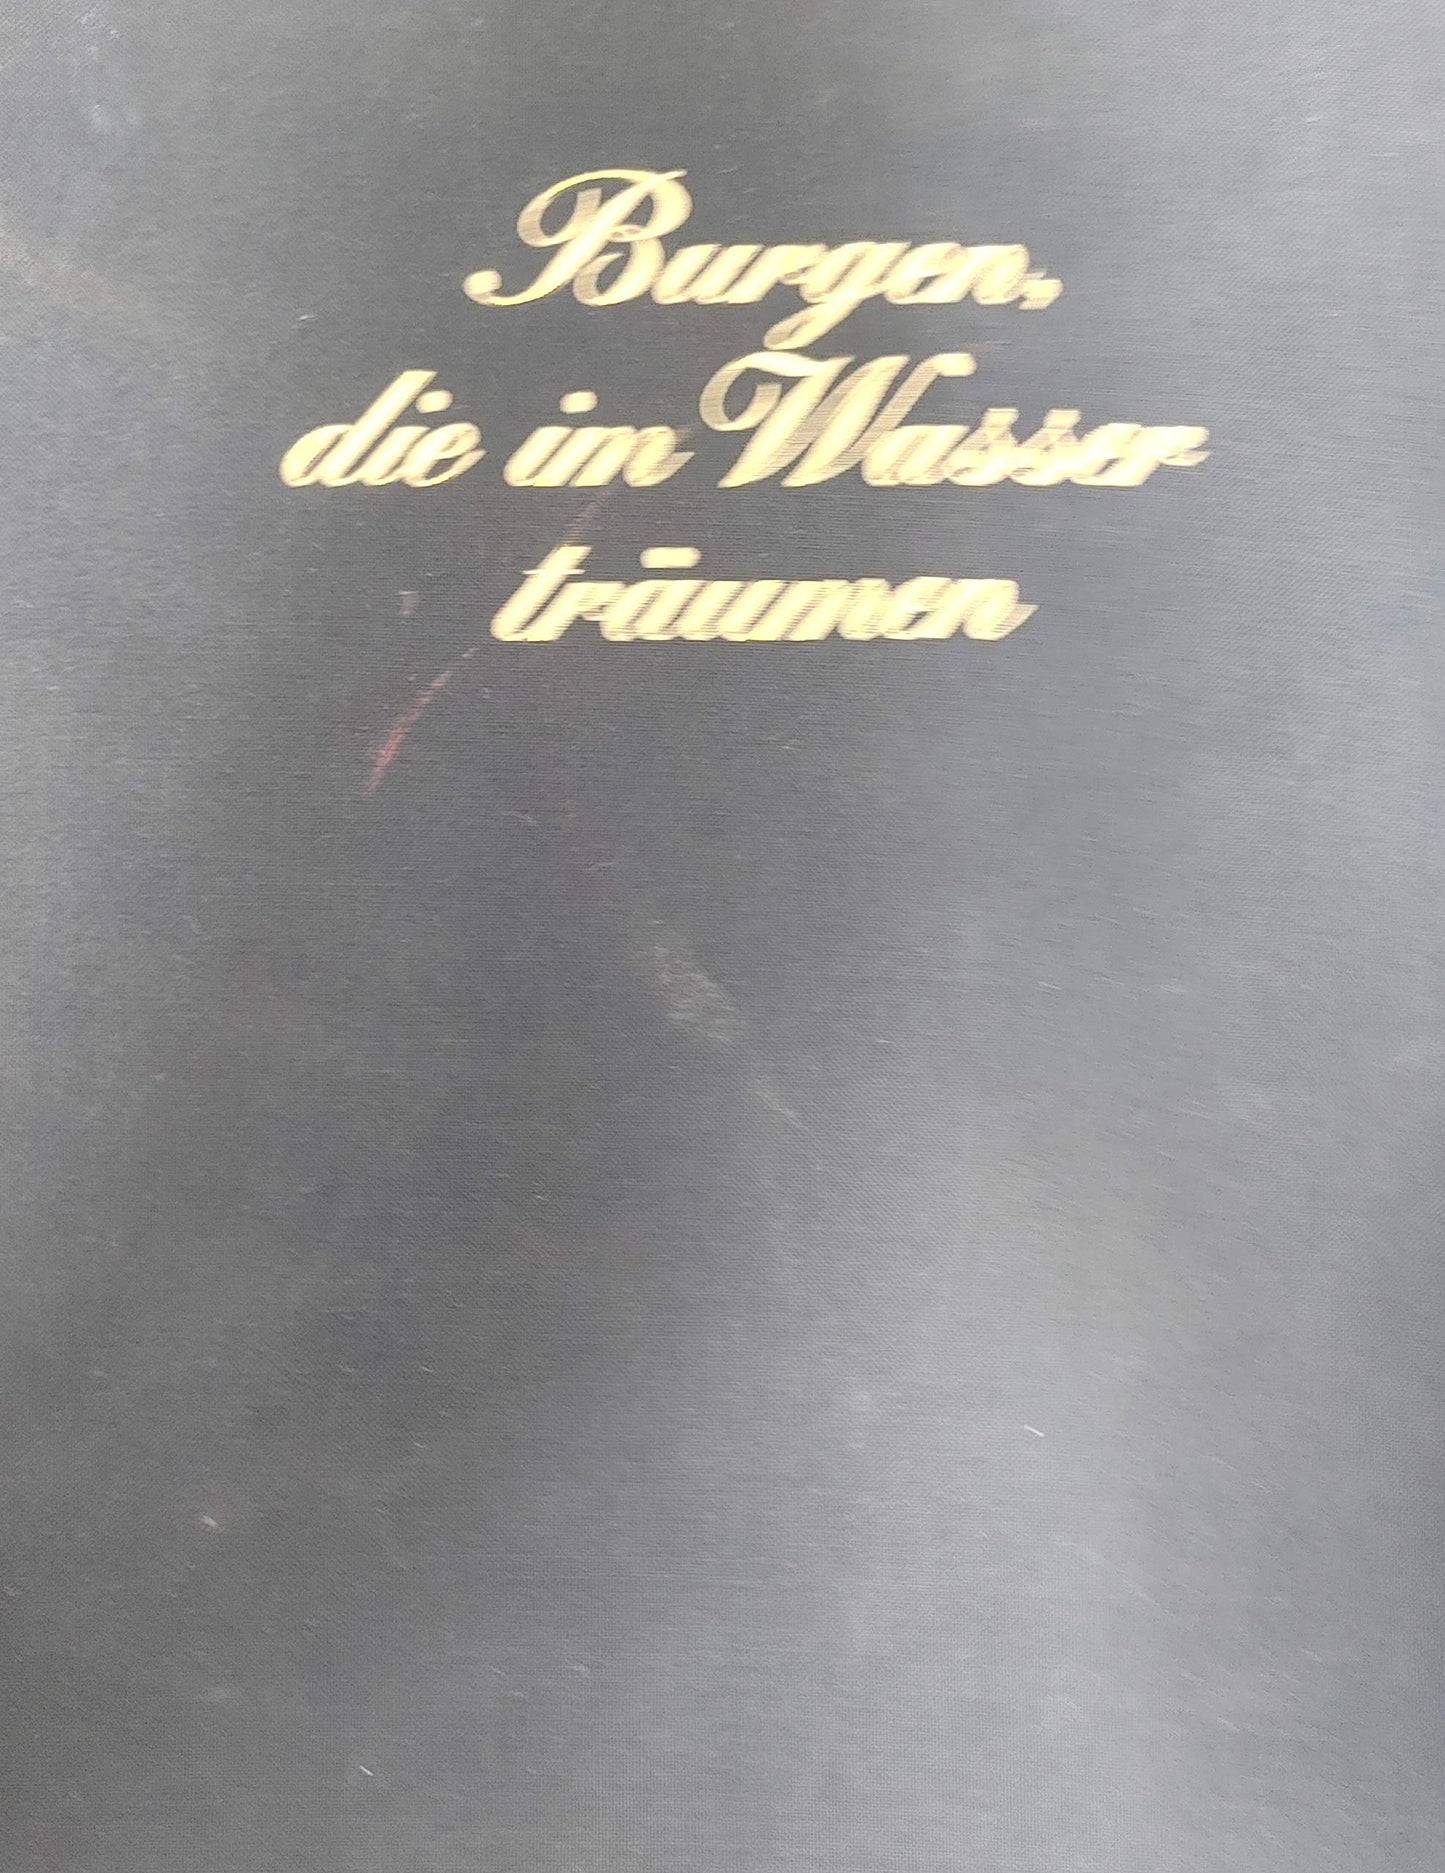 Burgen,
die im Wasser
träumen